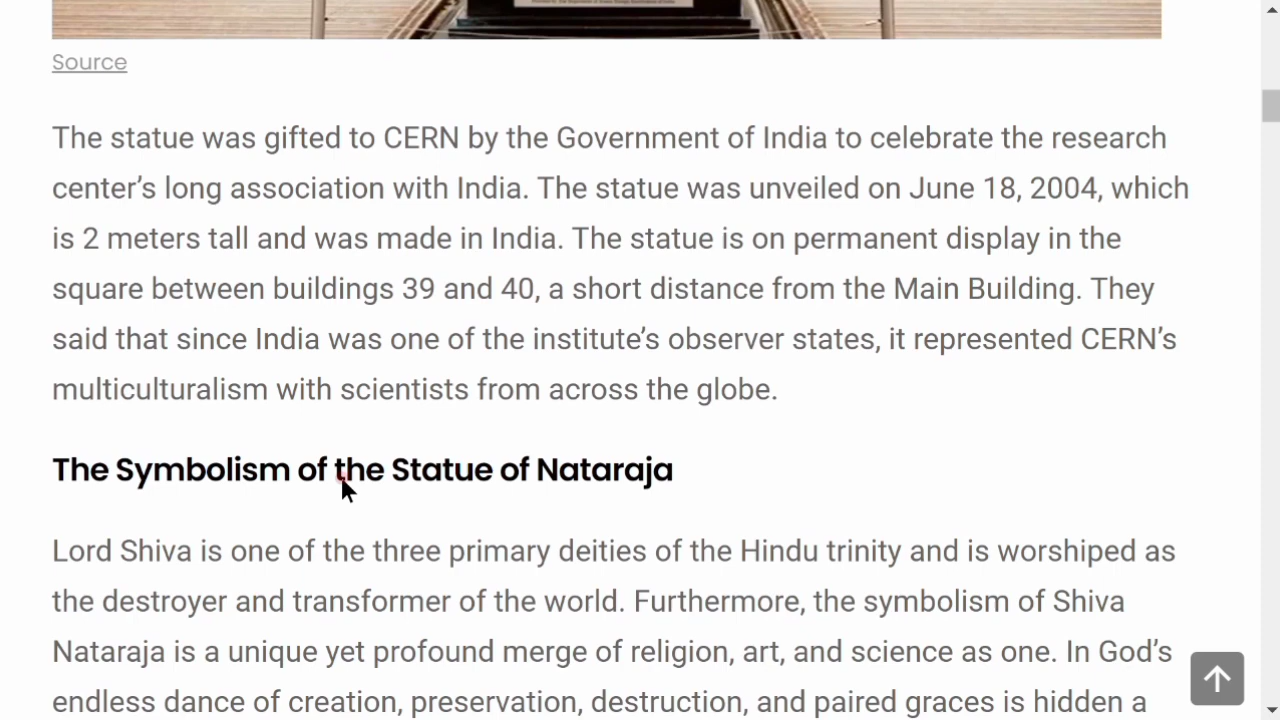 Source
The statue was gifted to CERN by the Government of India to celebrate the research
center’s long association with India. The statue was unveiled on June 18, 2004, which
is 2 meters tall and was made in India. The statue is on permanent display in the
square between buildings 39 and 40, a short distance from the Main Building. They
said that since India was one of the institute’s observer states, it represented CERN’s
multiculturalism with scientists from across the globe.
The Symbolism of the Statue of Nataraja
Lord Shiva is one of the three primary deities of the Hindu trinity and is worshiped as
the destroyer and transformer of the world. Furthermore, the symbolism of Shiva
Nataraja is a unique yet profound merge of religion, art, and science as one. In God’s
endless dance of creation, preservation, destruction, and paired graces is hidden a